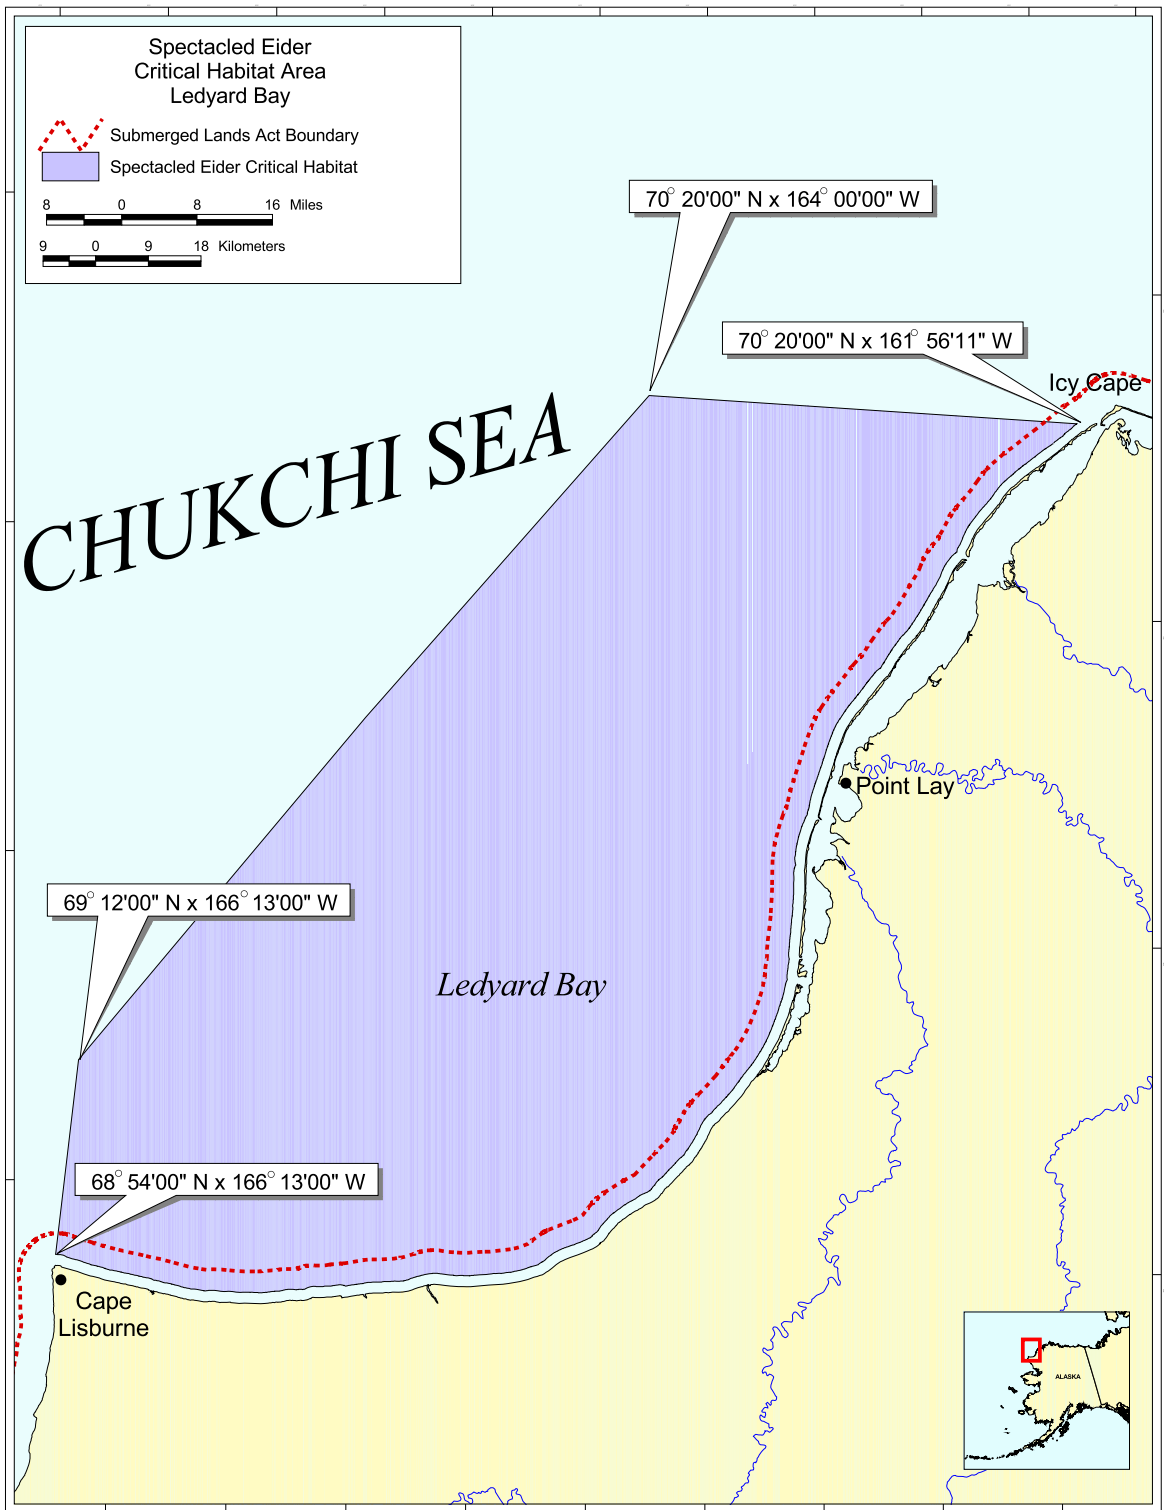 Spectacled Eider
Critical Habitat Area
Ledyard Bay
Submerged Lands Act Boundary
Spectacled Eider Critical Habitat
8 0 8 16 Miles
9 0 9 18 Kilometers
70° 20'00" N x 164° 00'00" W
70° 20'00" N x 161° 56'11" W
Icy Cape
CHUKCHI SEA
Point Lay
69° 12'00" N x 166° 13'00" W
Ledyard Bay
68° 54'00" N x 166° 13'00" W
Cape
Lisburne
ALASKA